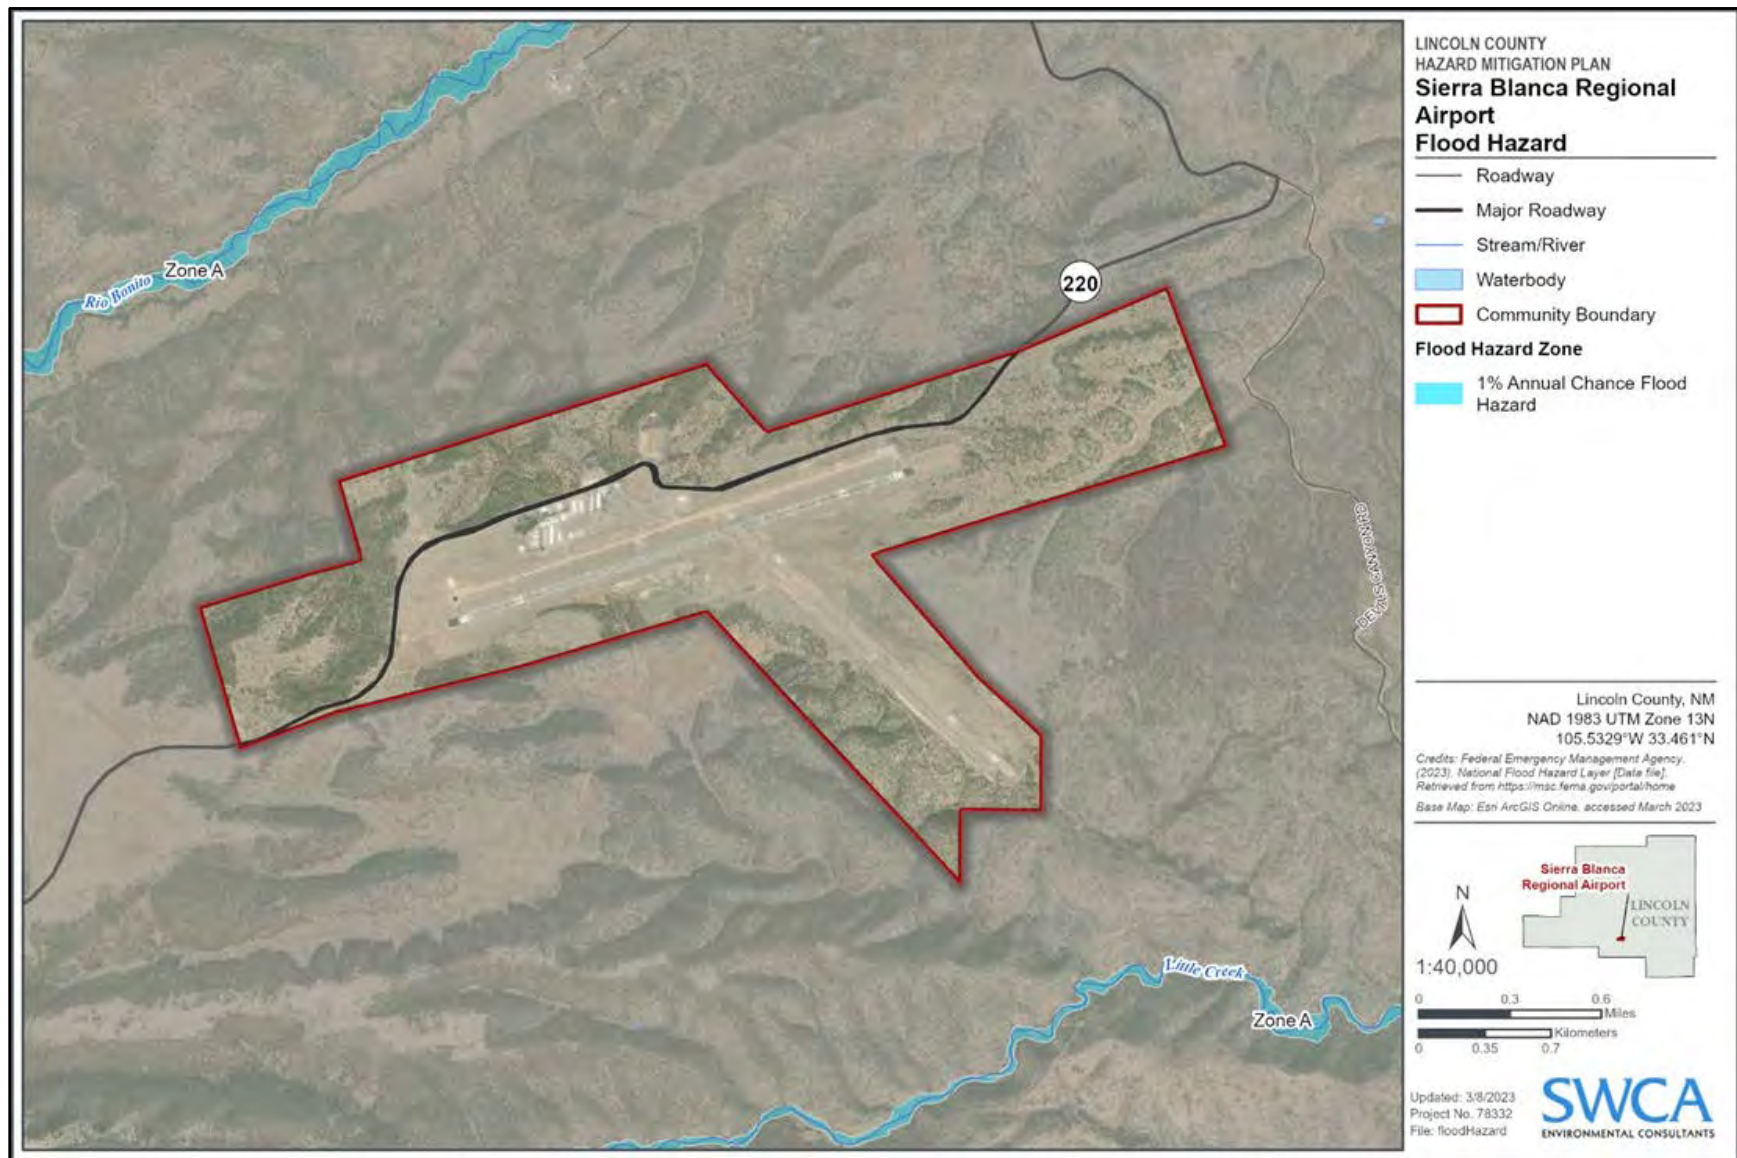 LINCOLN COUNTY
HAZARD MITIGATION PLAN
Sierra Blanca Regional
Airport
Flood Hazard
Roadway
Major Roadway
Stream/River
Waterbody
Community Boundary
Flood Hazard Zone
1% Annual Chance Flood
Hazard
Rio Bonito
Zone A
220
DEVILS CANYON RD
Little Creek
Zone A
Lincoln County, NM
NAD 1983 UTM Zone 13N
105.5329°W 33.461°N
Credits: Federal Emergency Management Agency.
(2023). National Flood Hazard Layer [Data file].
Retrieved from https://msc.fema.gov/portal/home
Base Map: Esri ArcGIS Online, accessed March 2023
Sierra Blanca
Regional Airport
LINCOLN
COUNTY
N
1:40,000
0 0.3 0.6
Miles
Kilometers
0 0.35 0.7
Updated: 3/8/2023
Project No. 78332
File: floodHazard
SWCA
ENVIRONMENTAL CONSULTANTS